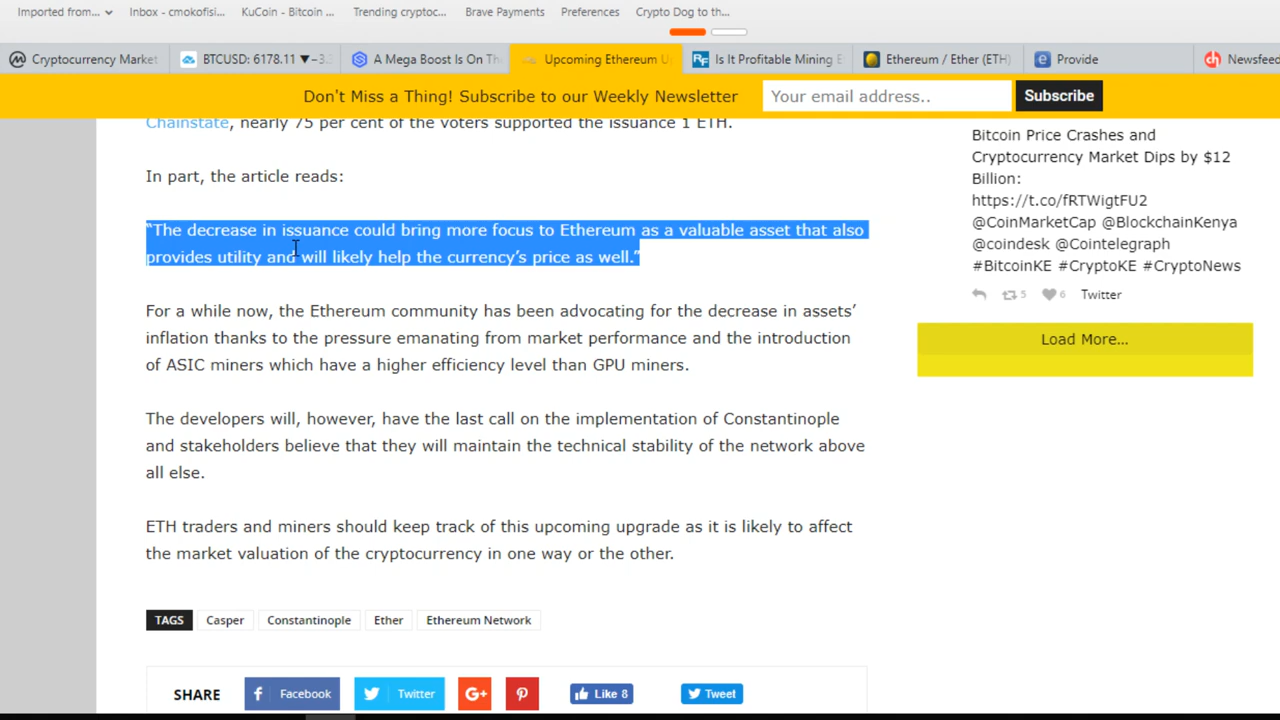 Imported from...
Inbox - cmokofisi...
KuCoin - Bitcoin ...
Trending cryptoc...
Brave Payments
Preferences
Crypto Dog to th...
Cryptocurrency Market
BTCUSD: 6178.11 ▼−3.
A Mega Boost Is On Th
Upcoming Ethereum U
RF Is It Profitable Mining E
Ethereum / Ether (ETH)
Provide
Newsfeed
Don't Miss a Thing! Subscribe to our Weekly Newsletter
Your email address..
Subscribe
Chainstate, nearly 75 per cent of the voters supported the issuance 1 ETH.
In part, the article reads:
“The decrease in issuance could bring more focus to Ethereum as a valuable asset that also
provides utility and will likely help the currency’s price as well.”
For a while now, the Ethereum community has been advocating for the decrease in assets’
inflation thanks to the pressure emanating from market performance and the introduction
of ASIC miners which have a higher efficiency level than GPU miners.
The developers will, however, have the last call on the implementation of Constantinople
and stakeholders believe that they will maintain the technical stability of the network above
all else.
ETH traders and miners should keep track of this upcoming upgrade as it is likely to affect
the market valuation of the cryptocurrency in one way or the other.
TAGS
Casper
Constantinople
Ether
Ethereum Network
SHARE
Facebook
Twitter
G+
Like 8
Tweet
Bitcoin Price Crashes and
Cryptocurrency Market Dips by $12
Billion:
https://t.co/fRTWigtFU2
@CoinMarketCap @BlockchainKenya
@coindesk @Cointelegraph
#BitcoinKE #CryptoKE #CryptoNews
5
6
Twitter
Load More...